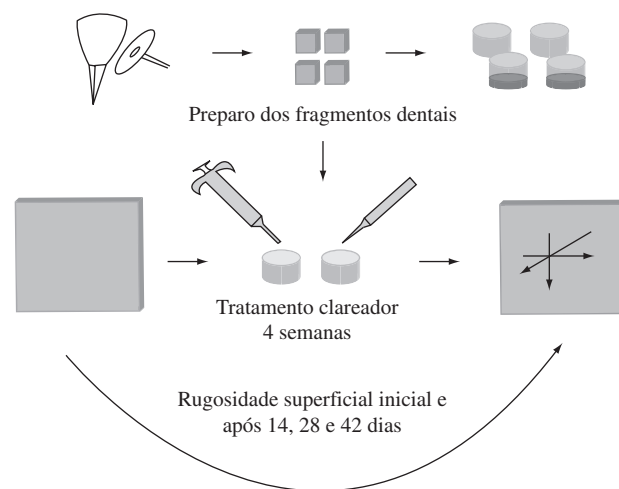 Preparo dos fragmentos dentais
Tratamento clareador
4 semanas
Rugosidade superficial inicial e
após 14, 28 e 42 dias